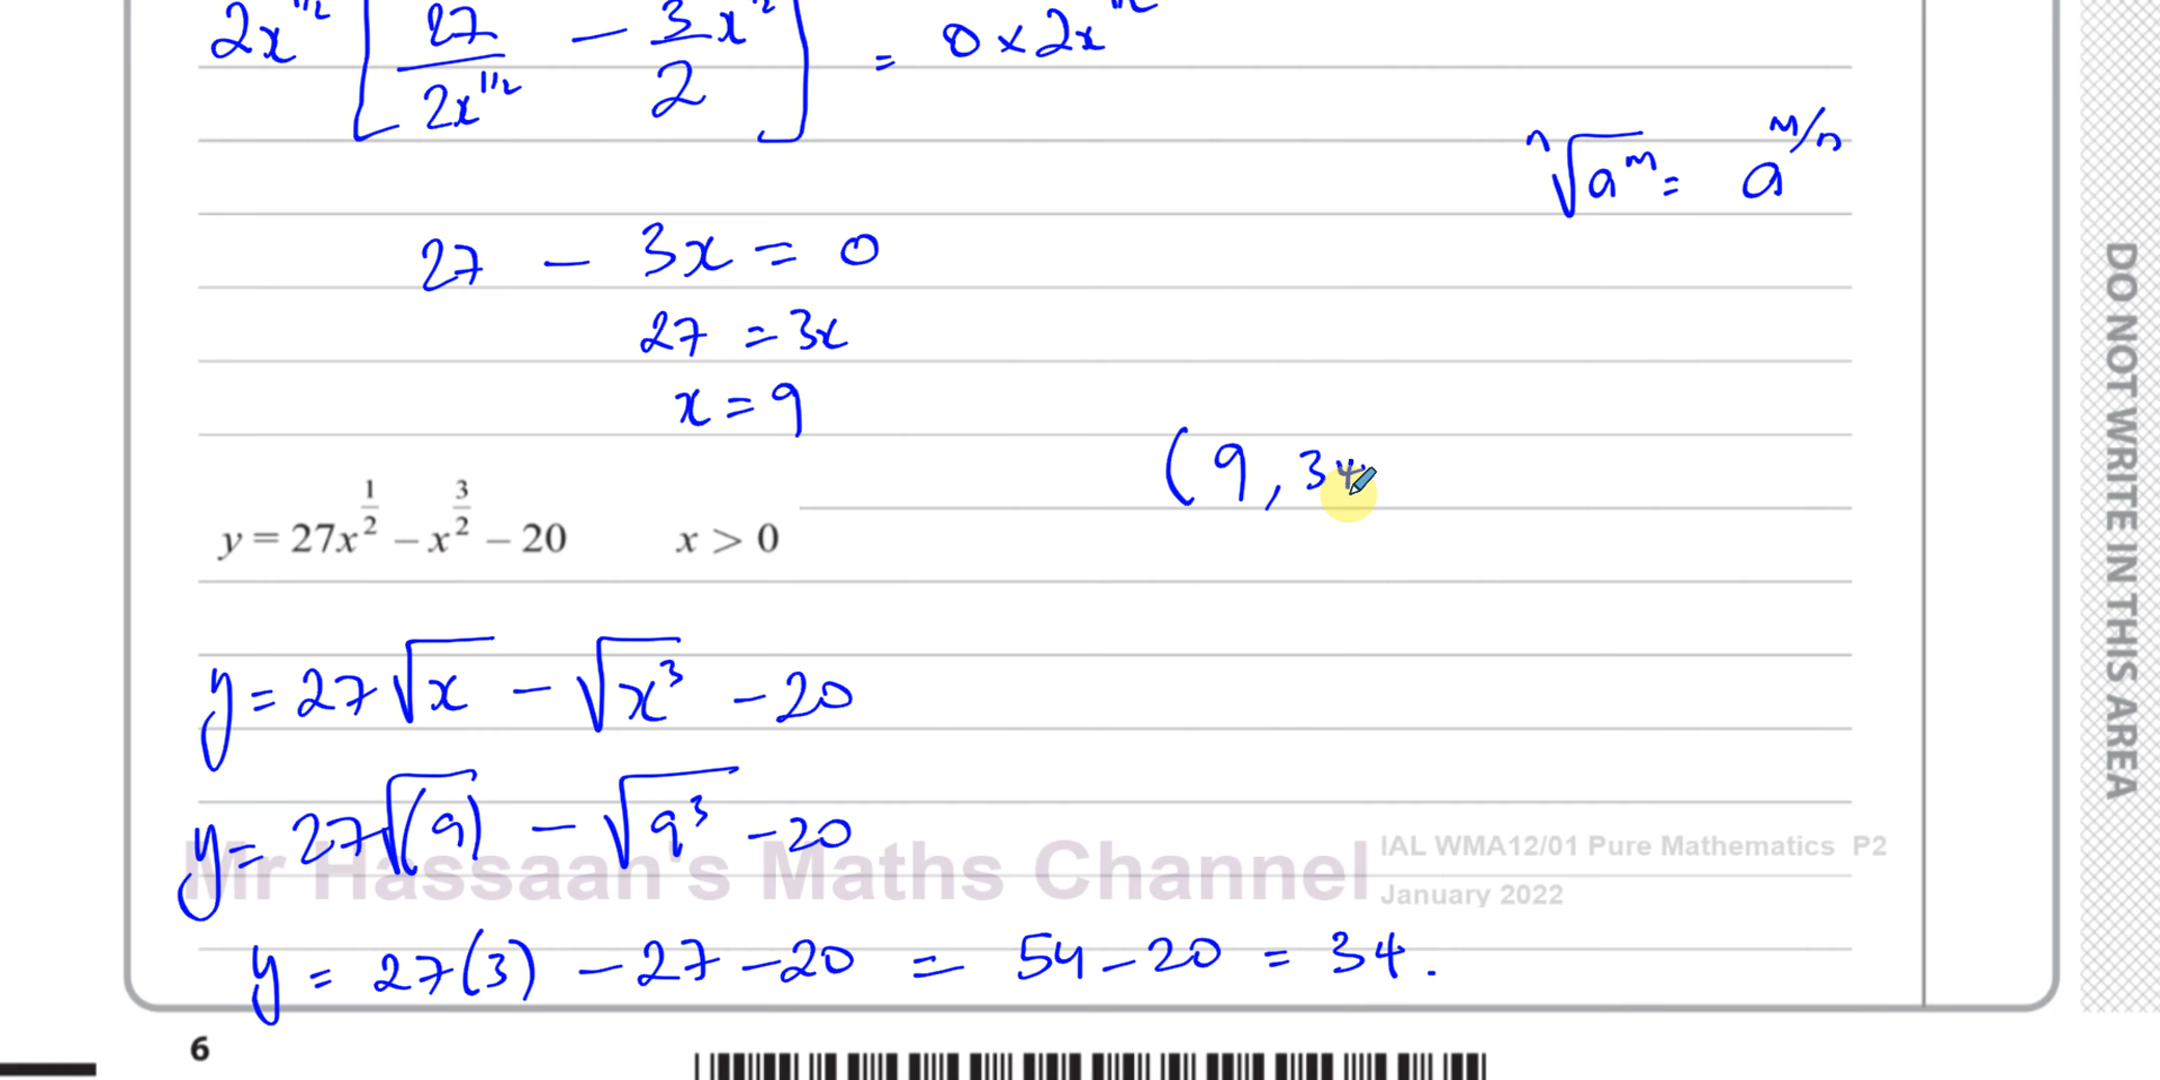 2x^1/2 [ 27/2x^1/2 − 3x^1/2/2 ] = 0 × 2x^1/2
ⁿ√a^m = a^m/n
27 − 3x = 0
27 = 3x
x = 9
(9, 34
y = 27x^1/2 − x^3/2 − 20 x > 0
y = 27√x − √x³ − 20
y = 27√(9) − √9³ − 20
Mr Hassaan's Maths Channel
IAL WMA12/01 Pure Mathematics P2
January 2022
y = 27(3) − 27 − 20 = 54 − 20 = 34.
6
DO NOT WRITE IN THIS AREA